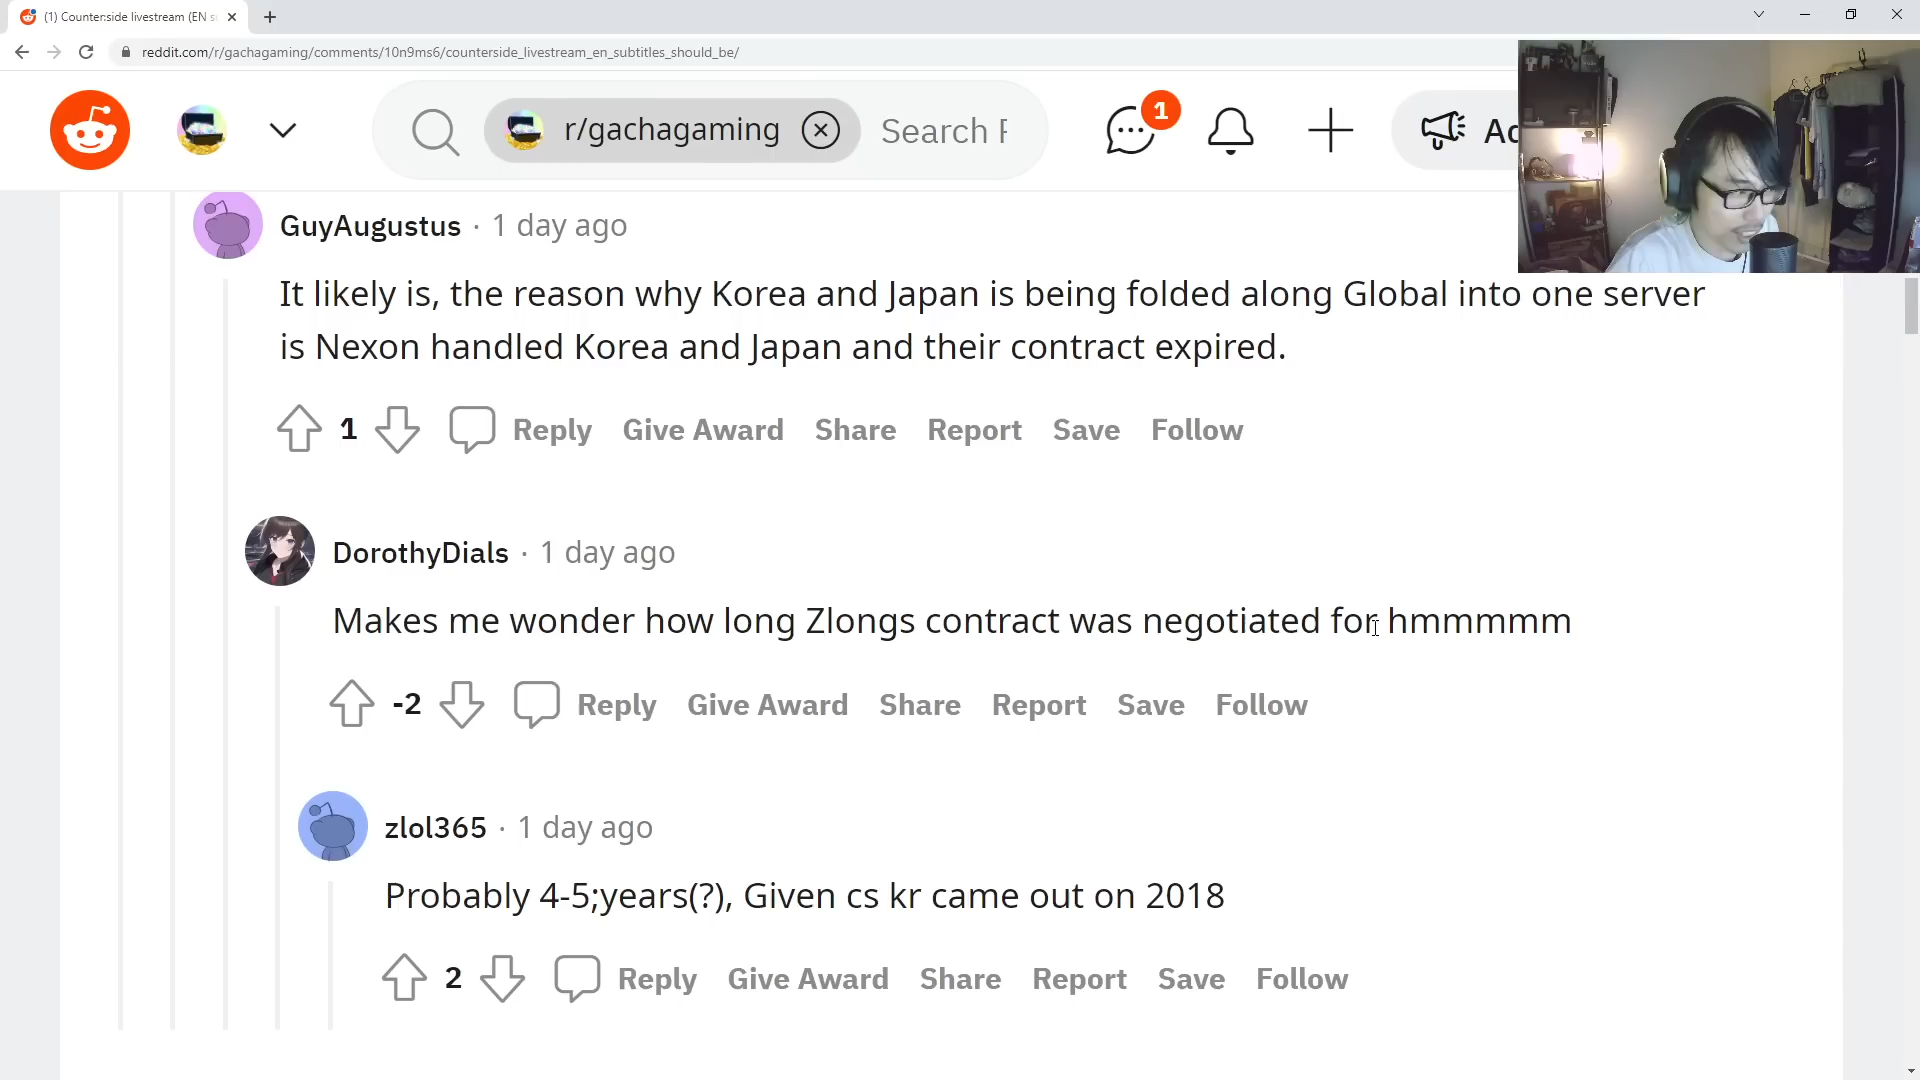 (1) Counter:side livestream (EN s
reddit.com/r/gachagaming/comments/10n9ms6/counterside_livestream_en_subtitles_should_be/
r/gachagaming
Search
1
GuyAugustus · 1 day ago
It likely is, the reason why Korea and Japan is being folded along Global into one server
is Nexon handled Korea and Japan and their contract expired.
1 Reply Give Award Share Report Save Follow
DorothyDials · 1 day ago
Makes me wonder how long Zlongs contract was negotiated for hmmmmm
-2 Reply Give Award Share Report Save Follow
zlol365 · 1 day ago
Probably 4-5;years(?), Given cs kr came out on 2018
2 Reply Give Award Share Report Save Follow